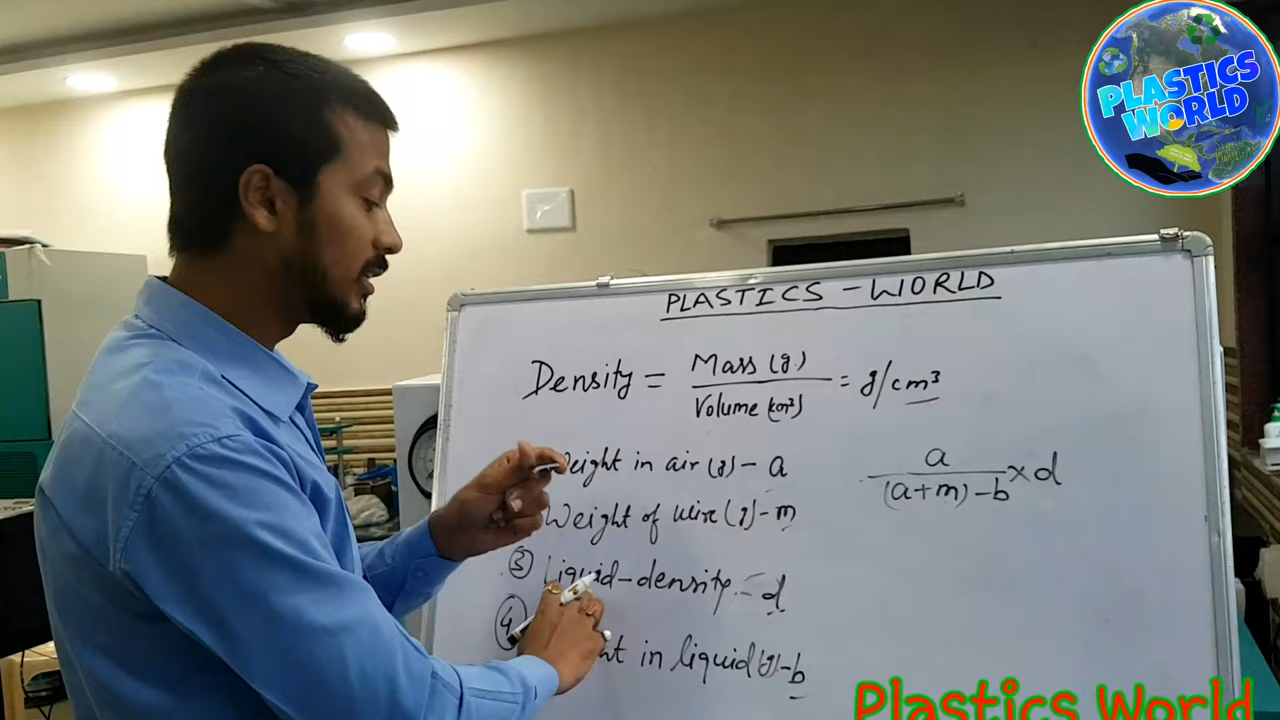 PLASTICS WORLD
PLASTICS - WORLD
Density = Mass (g) / Volume (cm³) = g/cm³
Weight in air (g) - a
a / (a+m) - b × d
Weight of wire (g) - m
③ Liquid-density - d
④ in liquid (g) - b
Plastics World